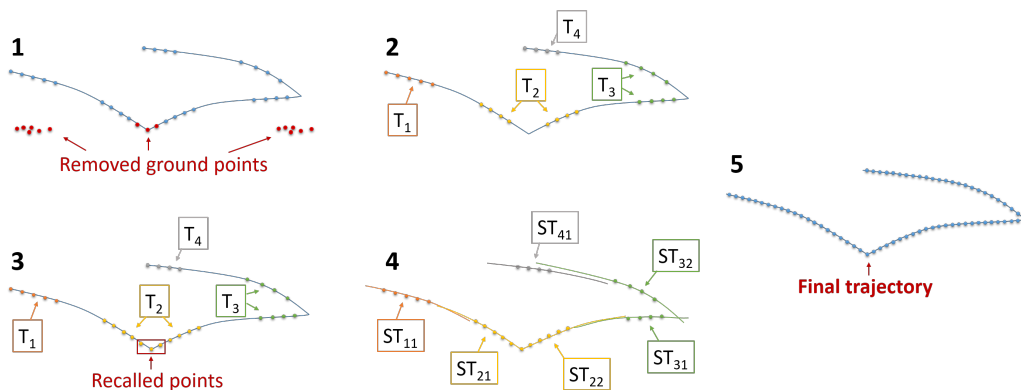 1
Removed ground points
2
T4
T2
T3
T1
3
T4
T2
T3
T1
Recalled points
4
ST41
ST32
ST11
ST21
ST22
ST31
5
Final trajectory